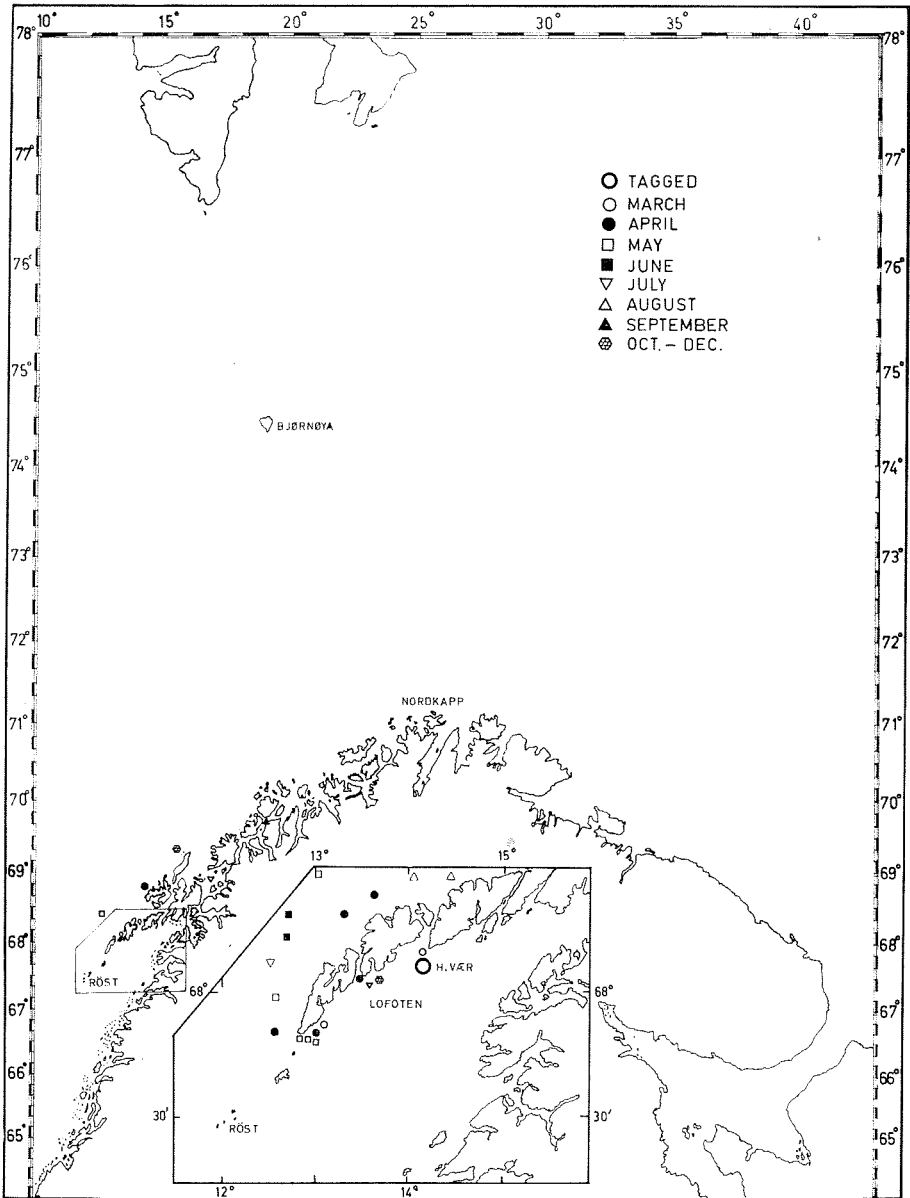 10° 15° 20° 25° 30° 35° 40°
78° 78°
77° 77°
TAGGED
MARCH
APRIL
76° 76°
MAY
JUNE
JULY
AUGUST
SEPTEMBER
OCT. – DEC.
75° 75°
BJØRNØYA
74° 74°
73° 73°
72° 72°
NORDKAPP
71° 71°
70° 70°
69° 69°
13° 15°
68° 68°
H.VÆR
RÖST
68° 68°
LOFOTEN
67° 67°
66° 66°
30' 30'
RÖST
65° 65°
12° 14°